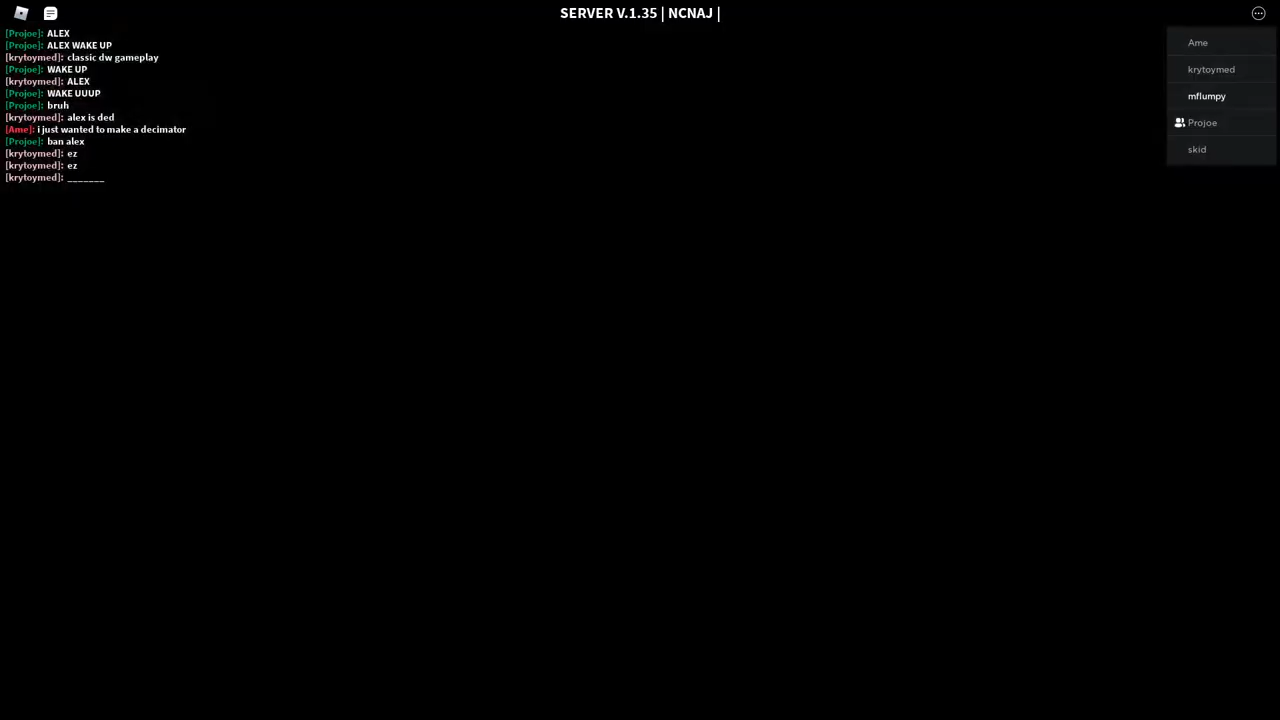 SERVER V.1.35 | NCNAJ |
[Projoe]: ALEX
[Projoe]: ALEX WAKE UP
[krytoymed]: classic dw gameplay
[Projoe]: WAKE UP
[krytoymed]: ALEX
[Projoe]: WAKE UUUP
[Projoe]: bruh
[krytoymed]: alex is ded
[Ame]: i just wanted to make a decimator
[Projoe]: ban alex
[krytoymed]: ez
[krytoymed]: ez
[krytoymed]: _______
Ame
krytoymed
mflumpy
Projoe
skid